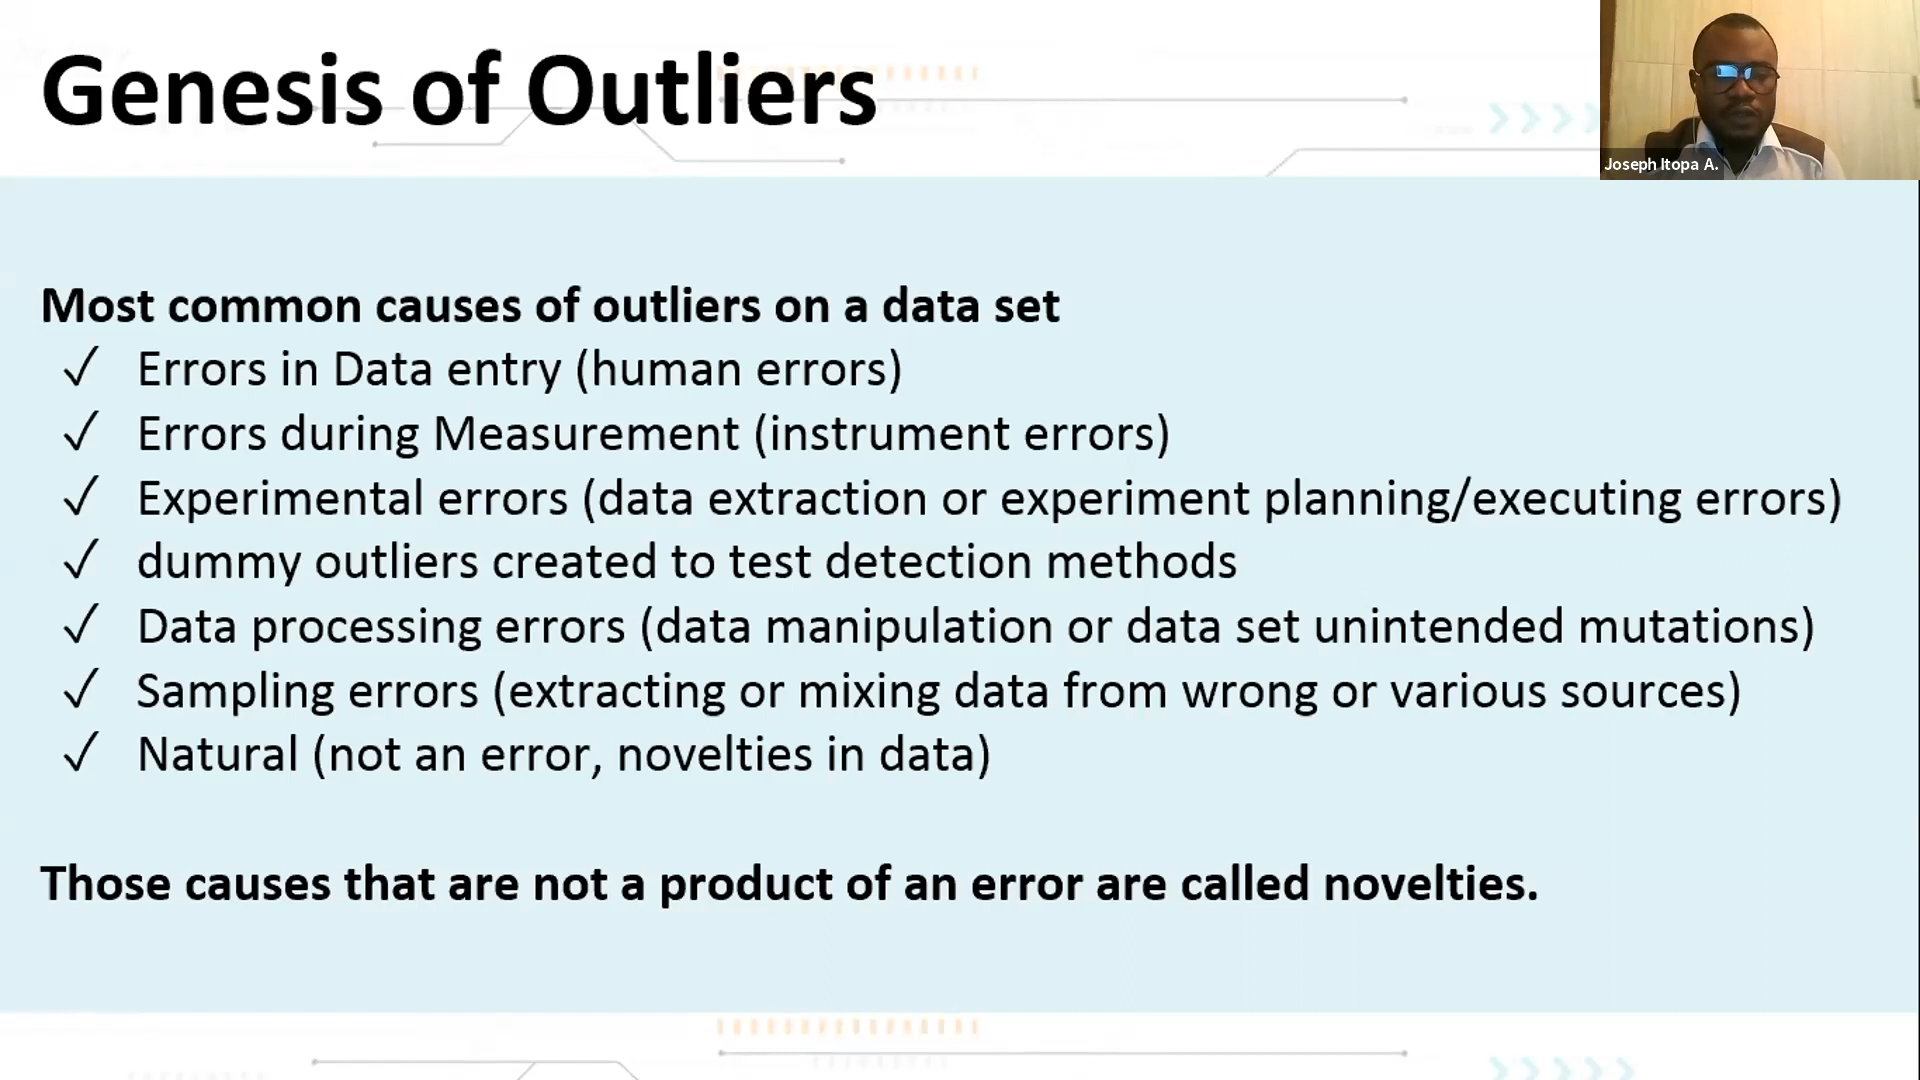 Genesis of Outliers
Joseph Itopa A.
Most common causes of outliers on a data set
✓ Errors in Data entry (human errors)
✓ Errors during Measurement (instrument errors)
✓ Experimental errors (data extraction or experiment planning/executing errors)
✓ dummy outliers created to test detection methods
✓ Data processing errors (data manipulation or data set unintended mutations)
✓ Sampling errors (extracting or mixing data from wrong or various sources)
✓ Natural (not an error, novelties in data)
Those causes that are not a product of an error are called novelties.